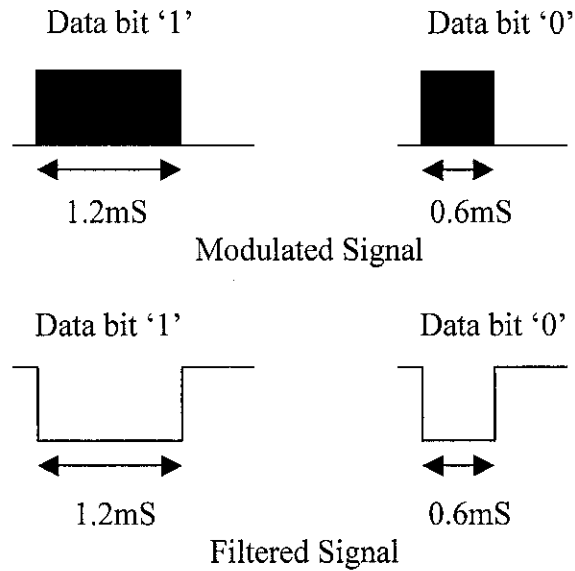 Data bit ‘1’ Data bit ‘0’
1.2mS 0.6mS
Modulated Signal
Data bit ‘1’ Data bit ‘0’
1.2mS 0.6mS
Filtered Signal